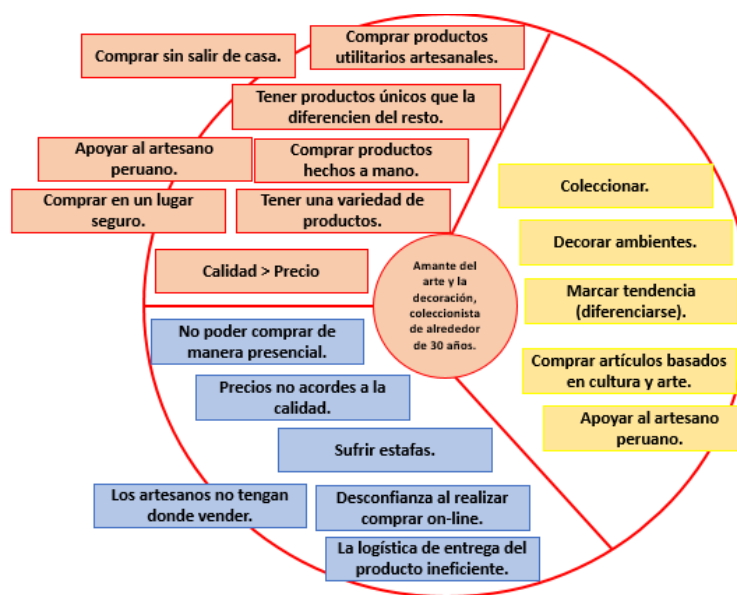 Comprar sin salir de casa.
Comprar productos
utilitarios artesanales.
Tener productos únicos que la
diferencien del resto.
Apoyar al artesano
peruano.
Comprar productos
hechos a mano.
Comprar en un lugar
seguro.
Tener una variedad de
productos.
Calidad > Precio
Coleccionar.
Decorar ambientes.
Marcar tendencia
(diferenciarse).
Comprar artículos basados
en cultura y arte.
Apoyar al artesano
peruano.
Amante del
arte y la
decoración,
coleccionista
de alrededor
de 30 años.
No poder comprar de
manera presencial.
Precios no acordes a la
calidad.
Sufrir estafas.
Los artesanos no tengan
donde vender.
Desconfianza al realizar
comprar on-line.
La logística de entrega del
producto ineficiente.